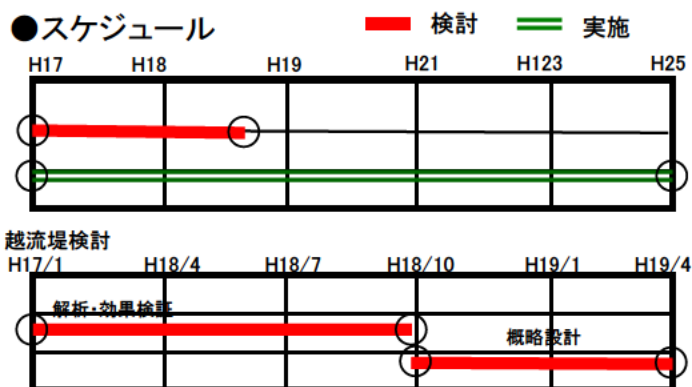 ●スケジュール 検討 実施
H17 H18 H19 H21 H123 H25
越流堤検討
H17/1 H18/4 H18/7 H18/10 H19/1 H19/4
解析・効果検証
概略設計